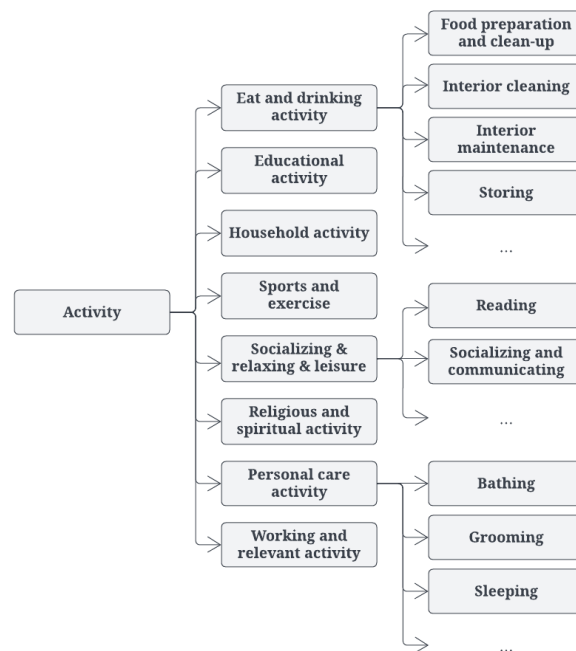 Activity
Eat and drinking
activity
Educational
activity
Household activity
Sports and
exercise
Socializing &
relaxing & leisure
Religious and
spiritual activity
Personal care
activity
Working and
relevant activity
Food preparation
and clean-up
Interior cleaning
Interior
maintenance
Storing
...
Reading
Socializing and
communicating
...
Bathing
Grooming
Sleeping
...